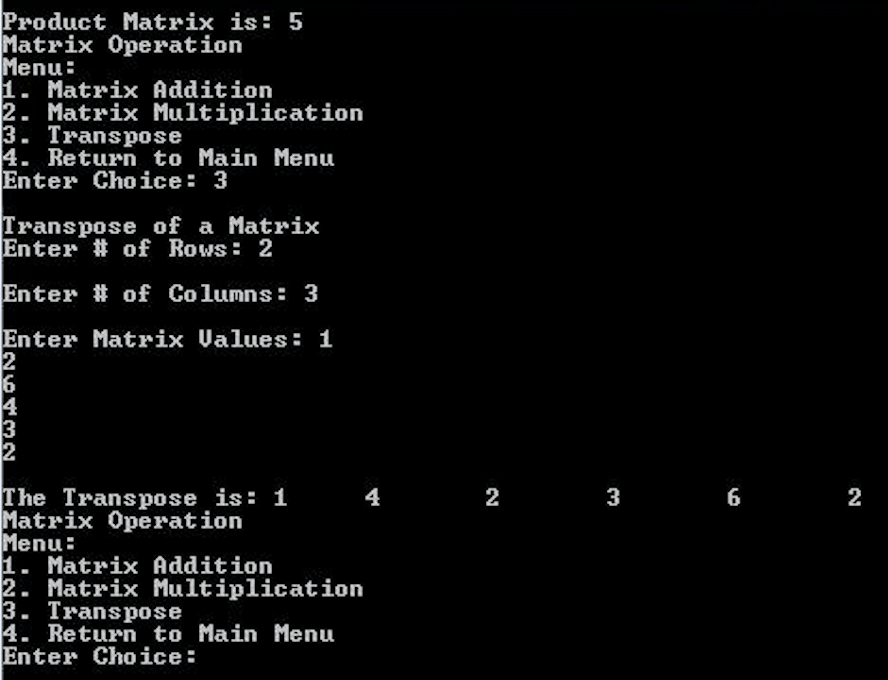 Product Matrix is: 5
Matrix Operation
Menu:
1. Matrix Addition
2. Matrix Multiplication
3. Transpose
4. Return to Main Menu
Enter Choice: 3
Transpose of a Matrix
Enter # of Rows: 2
Enter # of Columns: 3
Enter Matrix Values: 1
2
6
4
3
2
The Transpose is: 1 4 2 3 6 2
Matrix Operation
Menu:
1. Matrix Addition
2. Matrix Multiplication
3. Transpose
4. Return to Main Menu
Enter Choice: